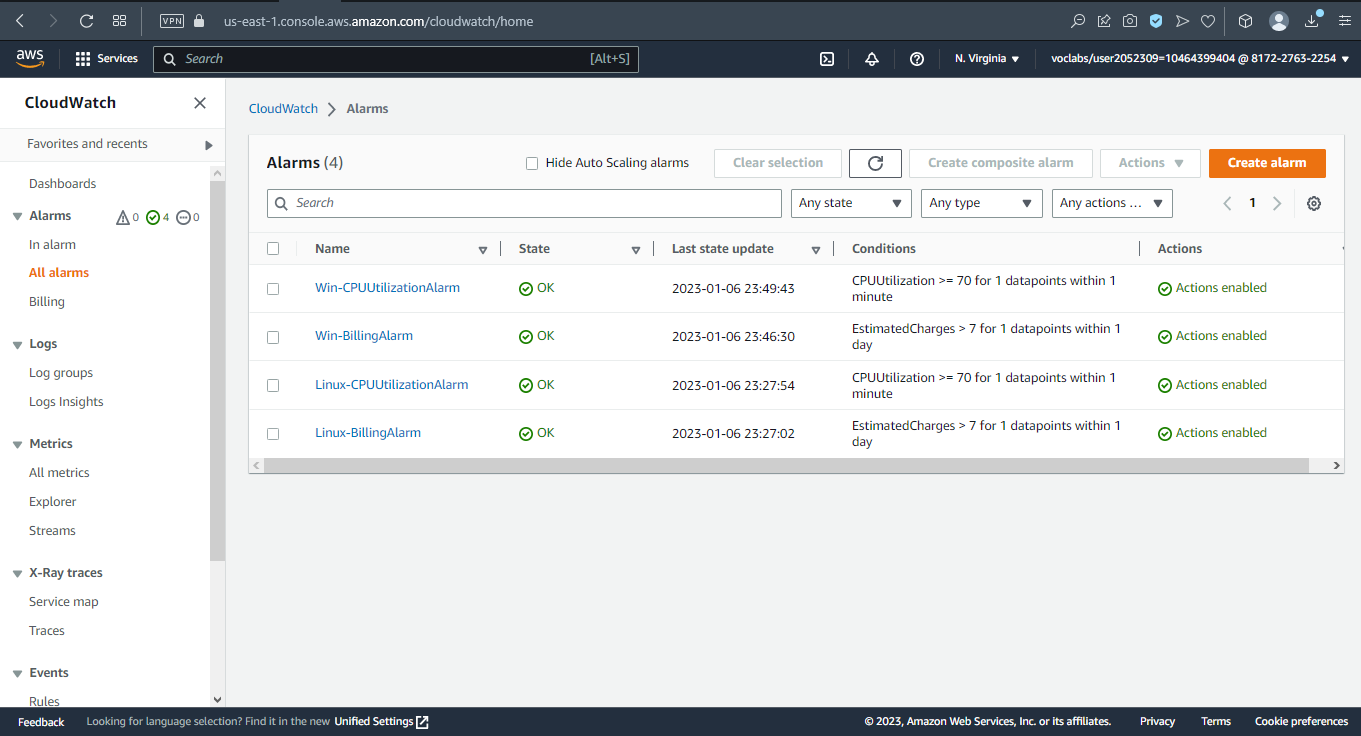 VPN us-east-1.console.aws.amazon.com/cloudwatch/home
aws Services Search [Alt+S] N. Virginia voclabs/user2052309=10464399404 @ 8172-2763-2254
CloudWatch
Favorites and recents
Dashboards
Alarms 0 4 0
In alarm
All alarms
Billing
Logs
Log groups
Logs Insights
Metrics
All metrics
Explorer
Streams
X-Ray traces
Service map
Traces
Events
Rules
CloudWatch Alarms
Alarms (4) Hide Auto Scaling alarms Clear selection Create composite alarm Actions Create alarm
Search Any state Any type Any actions ... 1
Name State Last state update Conditions Actions
Win-CPUUtilizationAlarm OK 2023-01-06 23:49:43 CPUUtilization >= 70 for 1 datapoints within 1
minute Actions enabled
Win-BillingAlarm OK 2023-01-06 23:46:30 EstimatedCharges > 7 for 1 datapoints within 1
day Actions enabled
Linux-CPUUtilizationAlarm OK 2023-01-06 23:27:54 CPUUtilization >= 70 for 1 datapoints within 1
minute Actions enabled
Linux-BillingAlarm OK 2023-01-06 23:27:02 EstimatedCharges > 7 for 1 datapoints within 1
day Actions enabled
Feedback Looking for language selection? Find it in the new Unified Settings © 2023, Amazon Web Services, Inc. or its affiliates. Privacy Terms Cookie preferences